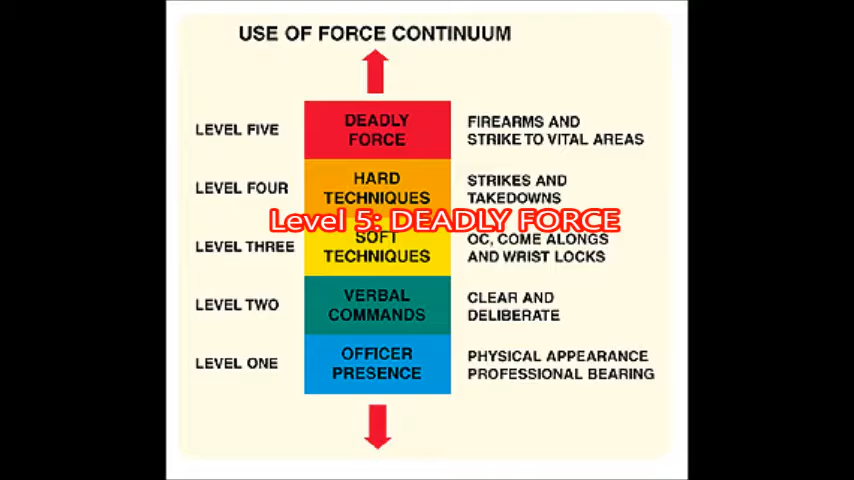 USE OF FORCE CONTINUUM
LEVEL FIVE
DEADLY
FORCE
FIREARMS AND
STRIKE TO VITAL AREAS
LEVEL FOUR
HARD
TECHNIQUES
STRIKES AND
TAKEDOWNS
Level 5: DEADLY FORCE
LEVEL THREE
SOFT
TECHNIQUES
OC, COME ALONGS
AND WRIST LOCKS
LEVEL TWO
VERBAL
COMMANDS
CLEAR AND
DELIBERATE
LEVEL ONE
OFFICER
PRESENCE
PHYSICAL APPEARANCE
PROFESSIONAL BEARING